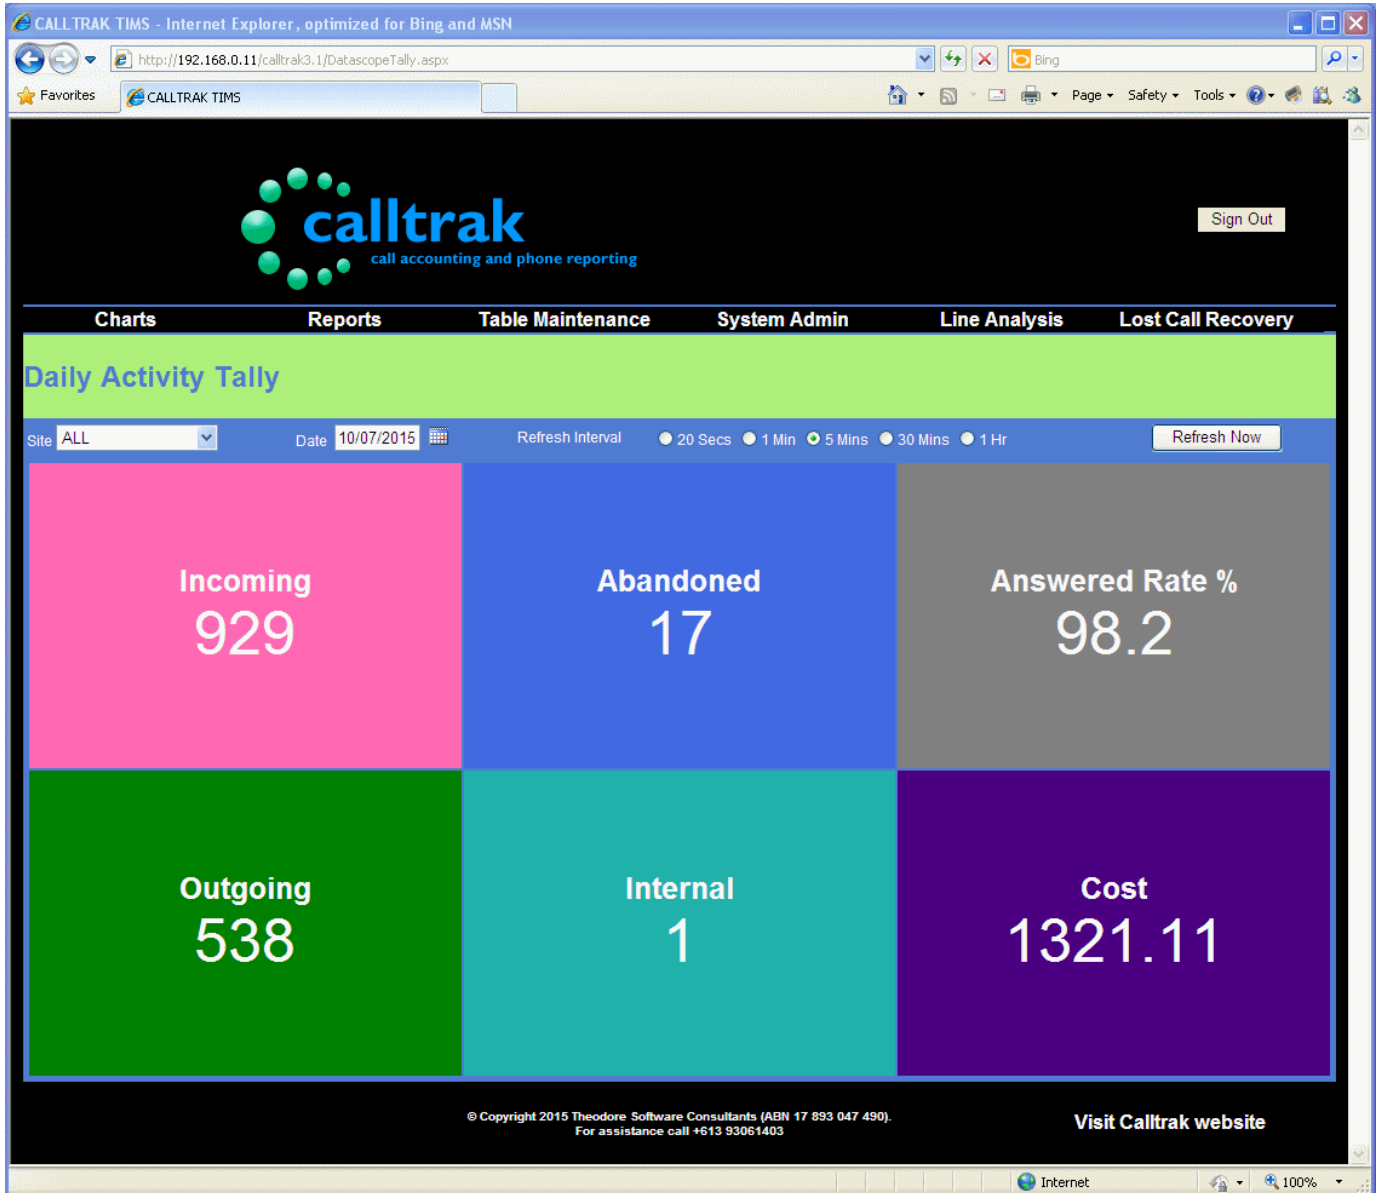 CALLTRAK TIMS - Internet Explorer, optimized for Bing and MSN
http://192.168.0.11/calltrak3.1/DatascopeTally.aspx
Bing
Favorites
CALLTRAK TIMS
Page
Safety
Tools
calltrak
call accounting and phone reporting
Sign Out
Charts
Reports
Table Maintenance
System Admin
Line Analysis
Lost Call Recovery
Daily Activity Tally
Site ALL
Date 10/07/2015
Refresh Interval
20 Secs
1 Min
5 Mins
30 Mins
1 Hr
Refresh Now
Incoming
929
Abandoned
17
Answered Rate %
98.2
Outgoing
538
Internal
1
Cost
1321.11
© Copyright 2015 Theodore Software Consultants (ABN 17 893 047 490).
For assistance call +613 93061403
Visit Calltrak website
Internet
100%